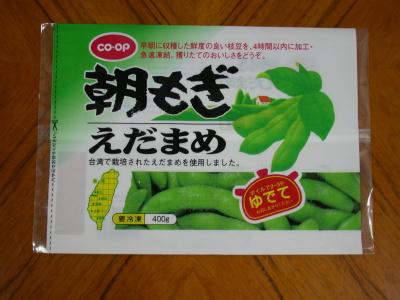 CO-OP
早朝に収穫した鮮度の良い枝豆を、4時間以内に加工・
急速凍結。獲りたてのおいしさをどうぞ。
朝もぎ
えだまめ
台湾で栽培されたえだまめを使用しました。
ゆでて
要冷凍
400g